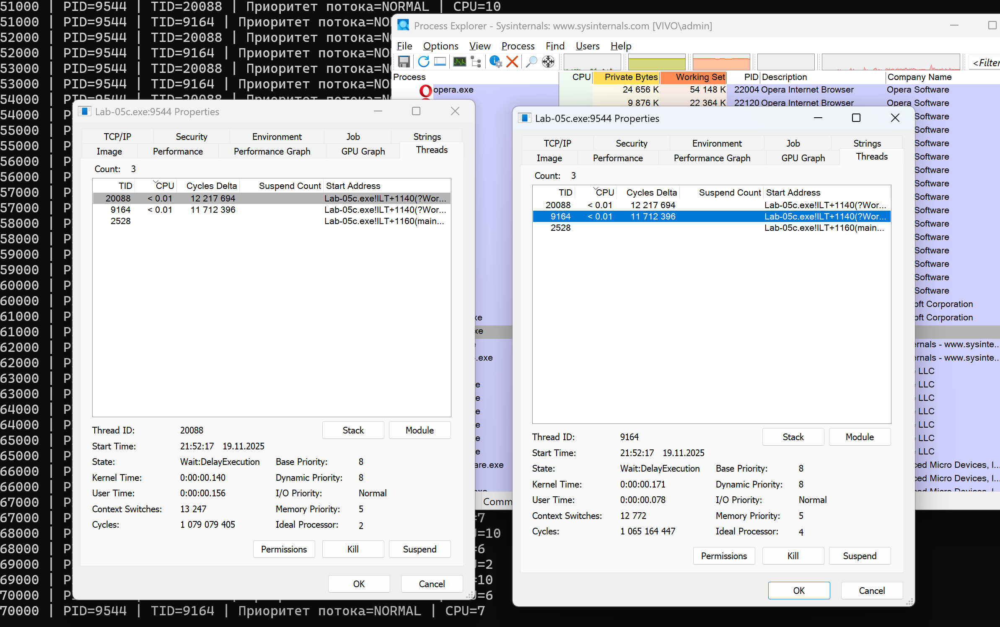 51000 | PID=9544 | TID=20088 | Приоритет потока=NORMAL | CPU=10
51000 | PID=9544 | TID=9164 | Приоритет
52000 | PID=9544 | TID=20088 | Приоритет
52000 | PID=9544 | TID=9164 | Приоритет
53000 | PID=9544 | TID=20088 | Приоритет
53000 | PID=9544 | TID=9164 | Приоритет
54000 | PID=9544 | TID=20088
54000 |
55000 |
55000 |
56000 |
56000 |
57000 |
57000 |
58000 |
58000 |
59000 |
59000 |
60000 |
60000 |
61000 |
61000 |
62000 |
62000 |
63000 |
63000 |
64000 |
64000 |
65000 |
65000 |
66000 |
66000 |
67000 |
67000 | =7
68000 | =10
68000 | =6
69000 | =2
69000 | =10
70000 | =6
70000 | PID=9544 | TID=9164 | Приоритет потока=NORMAL | CPU=7
Process Explorer - Sysinternals: www.sysinternals.com [VIVO\admin]
File Options View Process Find Users Help
<Filter
Process CPU Private Bytes Working Set PID Description Company Name
opera.exe 24 656 K 54 148 K 22004 Opera Internet Browser Opera Software
9 876 K 22 364 K 22120 Opera Internet Browser Opera Software
Software
Software
Software
Software
Software
Software
Software
Software
Software
Software
Software
Software
Software
Software
oft Corporation
xe oft Corporation
xe
ernals - www.sysinte...
.exe ernals - www.sysinte...
LLC
e LLC
e LLC
e LLC
e LLC
e LLC
e LLC
are.exe ced Micro Devices, I...
ced Micro Devices, I...
Comm
Lab-05c.exe:9544 Properties
TCP/IP Security Environment Job Strings
Image Performance Performance Graph GPU Graph Threads
Count: 3
TID CPU Cycles Delta Suspend Count Start Address
20088 < 0.01 12 217 694 Lab-05c.exe!ILT+1140(?Wor...
9164 < 0.01 11 712 396 Lab-05c.exe!ILT+1140(?Wor...
2528 Lab-05c.exe!ILT+1160(main...
Thread ID: 20088 Stack Module
Start Time: 21:52:17 19.11.2025
State: Wait:DelayExecution Base Priority: 8
Kernel Time: 0:00:00.140 Dynamic Priority: 8
User Time: 0:00:00.156 I/O Priority: Normal
Context Switches: 13 247 Memory Priority: 5
Cycles: 1 079 079 405 Ideal Processor: 2
Permissions Kill Suspend
OK Cancel
Lab-05c.exe:9544 Properties
TCP/IP Security Environment Job Strings
Image Performance Performance Graph GPU Graph Threads
Count: 3
TID CPU Cycles Delta Suspend Count Start Address
20088 < 0.01 12 217 694 Lab-05c.exe!ILT+1140(?Wor...
9164 < 0.01 11 712 396 Lab-05c.exe!ILT+1140(?Wor...
2528 Lab-05c.exe!ILT+1160(main...
Thread ID: 9164 Stack Module
Start Time: 21:52:17 19.11.2025
State: Wait:DelayExecution Base Priority: 8
Kernel Time: 0:00:00.171 Dynamic Priority: 8
User Time: 0:00:00.078 I/O Priority: Normal
Context Switches: 12 772 Memory Priority: 5
Cycles: 1 065 164 447 Ideal Processor: 4
Permissions Kill Suspend
OK Cancel